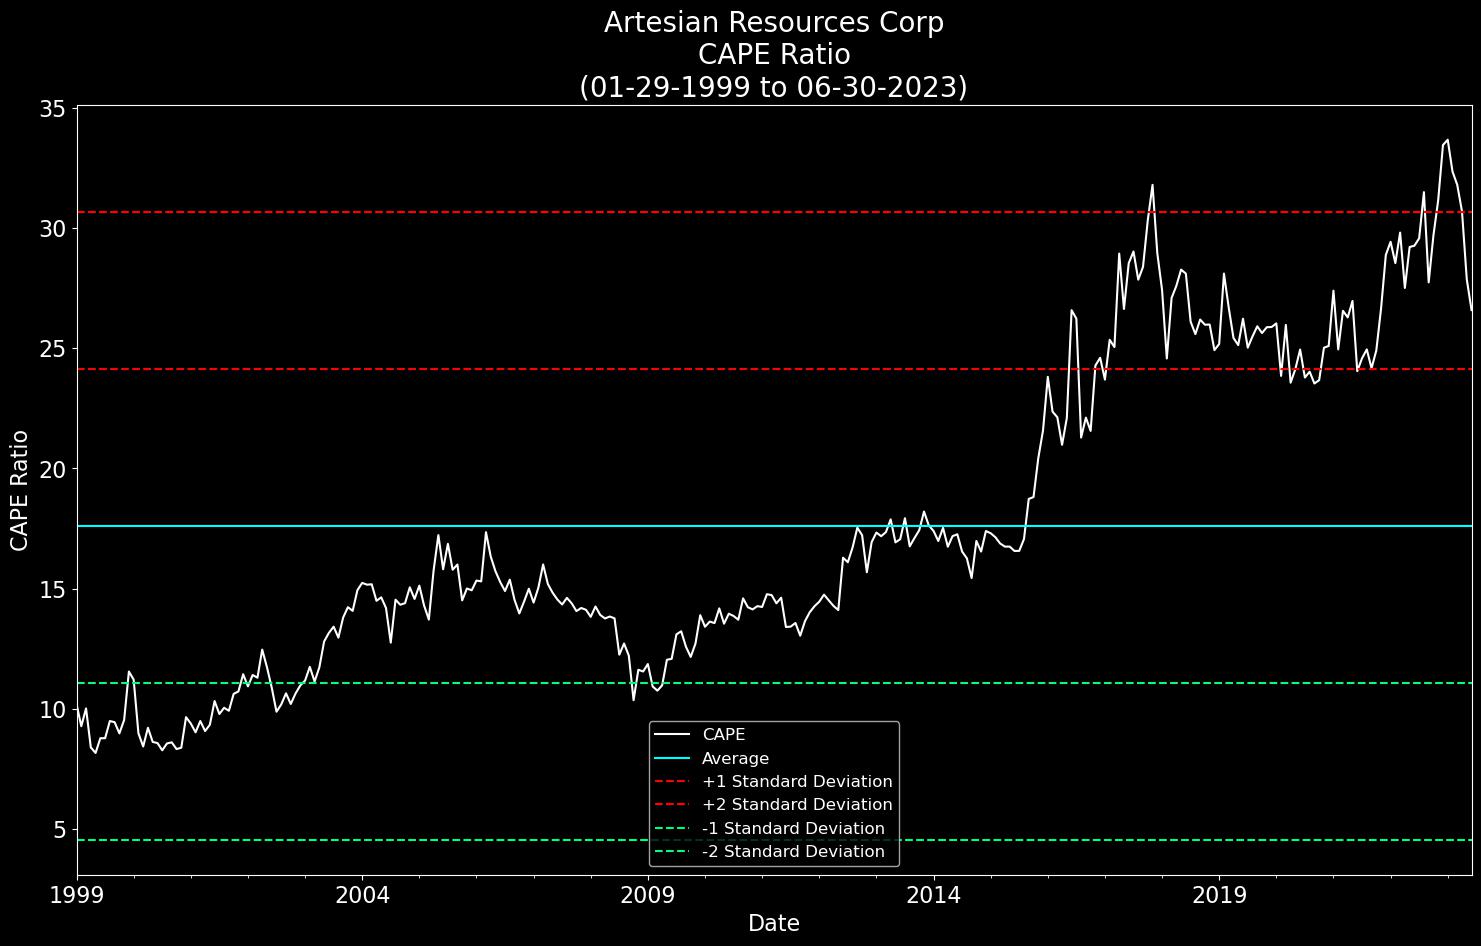 Artesian Resources Corp
CAPE Ratio
(01-29-1999 to 06-30-2023)
35
30
25
20
15
10
5
CAPE Ratio
CAPE
Average
+1 Standard Deviation
+2 Standard Deviation
-1 Standard Deviation
-2 Standard Deviation
1999 2004 2009 2014 2019
Date